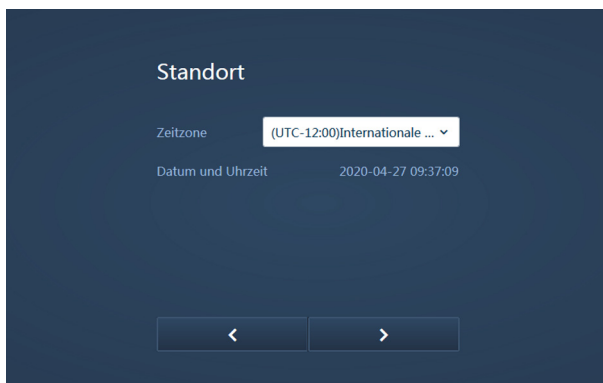 Standort
Zeitzone (UTC-12:00)Internationale ...
Datum und Uhrzeit 2020-04-27 09:37:09